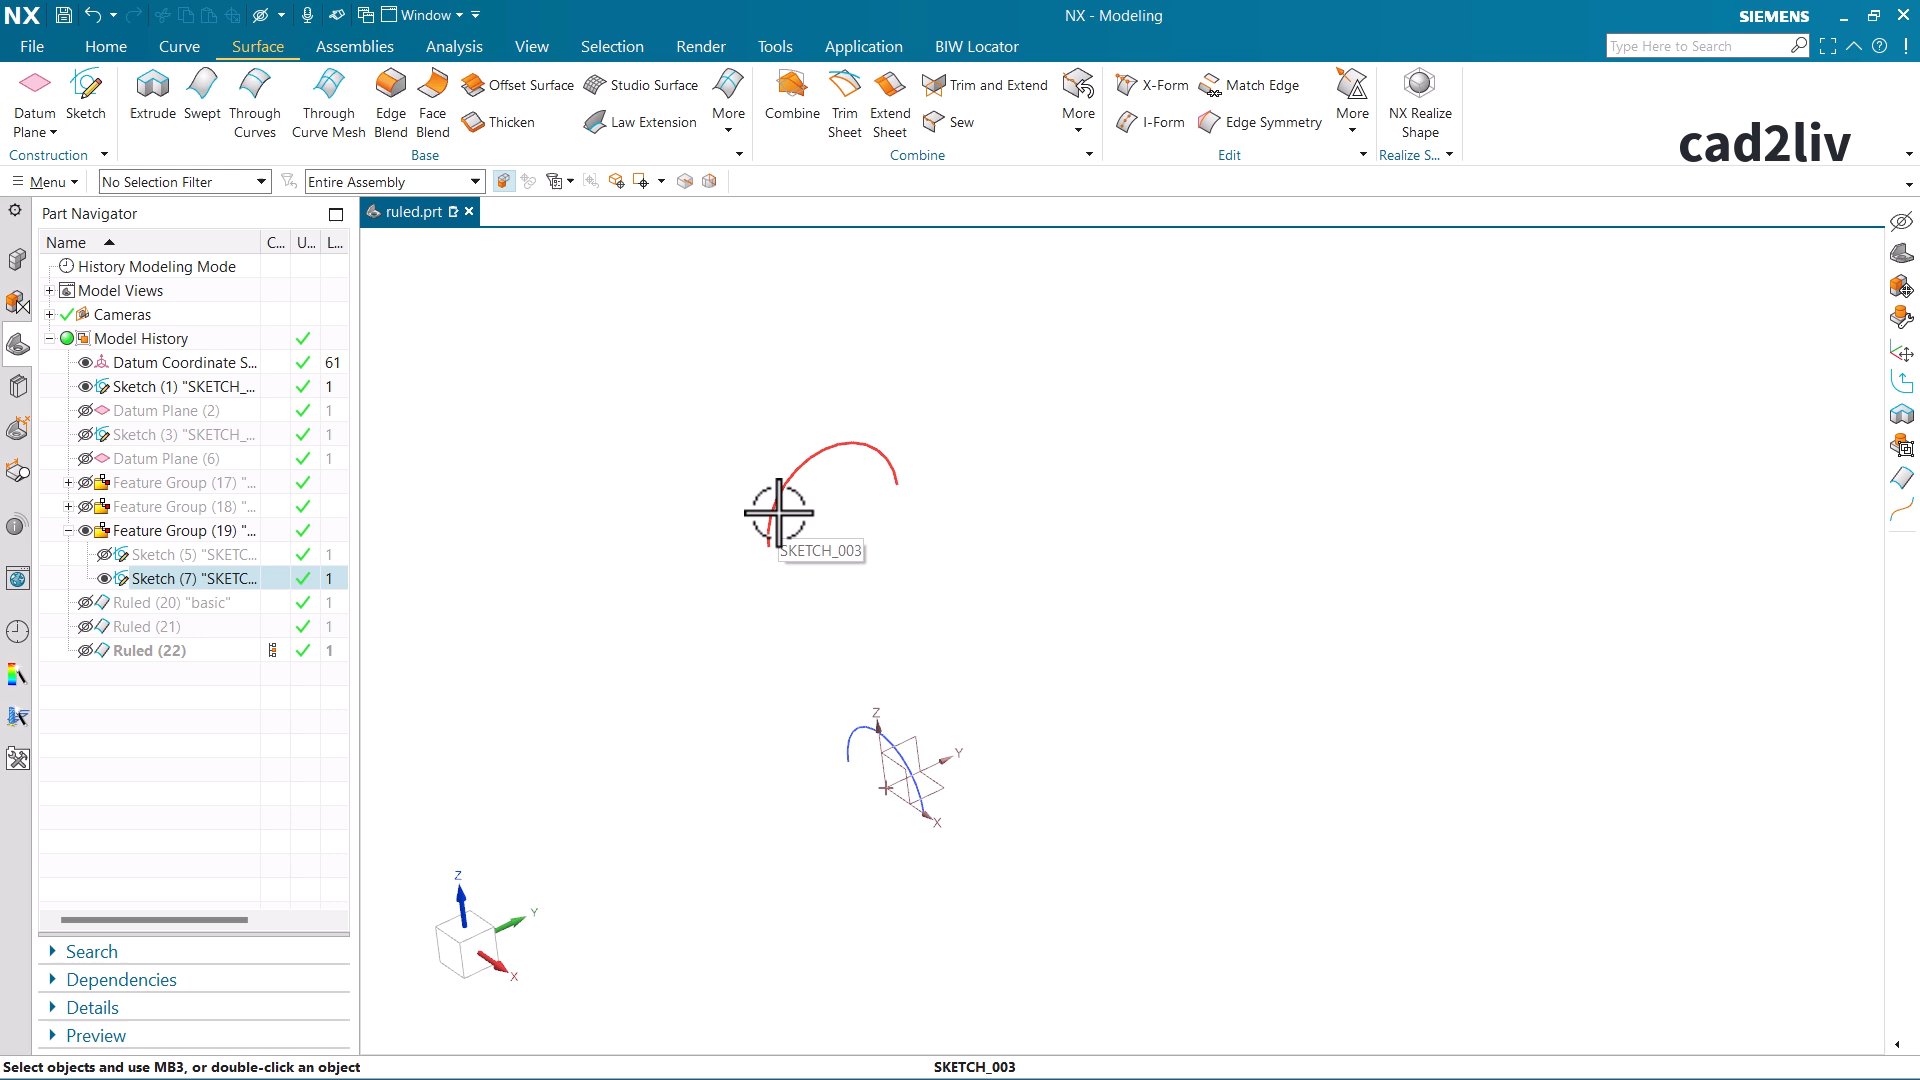 NX
Window
NX - Modeling
SIEMENS
File
Home
Curve
Surface
Assemblies
Analysis
View
Selection
Render
Tools
Application
BIW Locator
Type Here to Search
Datum
Plane
Sketch
Extrude
Swept
Through
Curves
Through
Curve Mesh
Edge
Blend
Face
Blend
Offset Surface
Thicken
Studio Surface
Law Extension
More
Combine
Trim
Sheet
Extend
Sheet
Trim and Extend
Sew
More
X-Form
I-Form
Match Edge
Edge Symmetry
More
NX Realize
Shape
cad2liv
Construction
Base
Combine
Edit
Realize S...
Menu
No Selection Filter
Entire Assembly
Part Navigator
ruled.prt
Name
C...
U...
L...
History Modeling Mode
Model Views
Cameras
Model History
Datum Coordinate S...
61
Sketch (1) "SKETCH_...
1
Datum Plane (2)
1
Sketch (3) "SKETCH_...
1
Datum Plane (6)
1
Feature Group (17) "...
Feature Group (18) "...
Feature Group (19) "...
Sketch (5) "SKETC...
1
Sketch (7) "SKETC...
1
Ruled (20) "basic"
1
Ruled (21)
1
Ruled (22)
1
SKETCH_003
Z
Y
X
Z
Y
X
Search
Dependencies
Details
Preview
Select objects and use MB3, or double-click an object
SKETCH_003